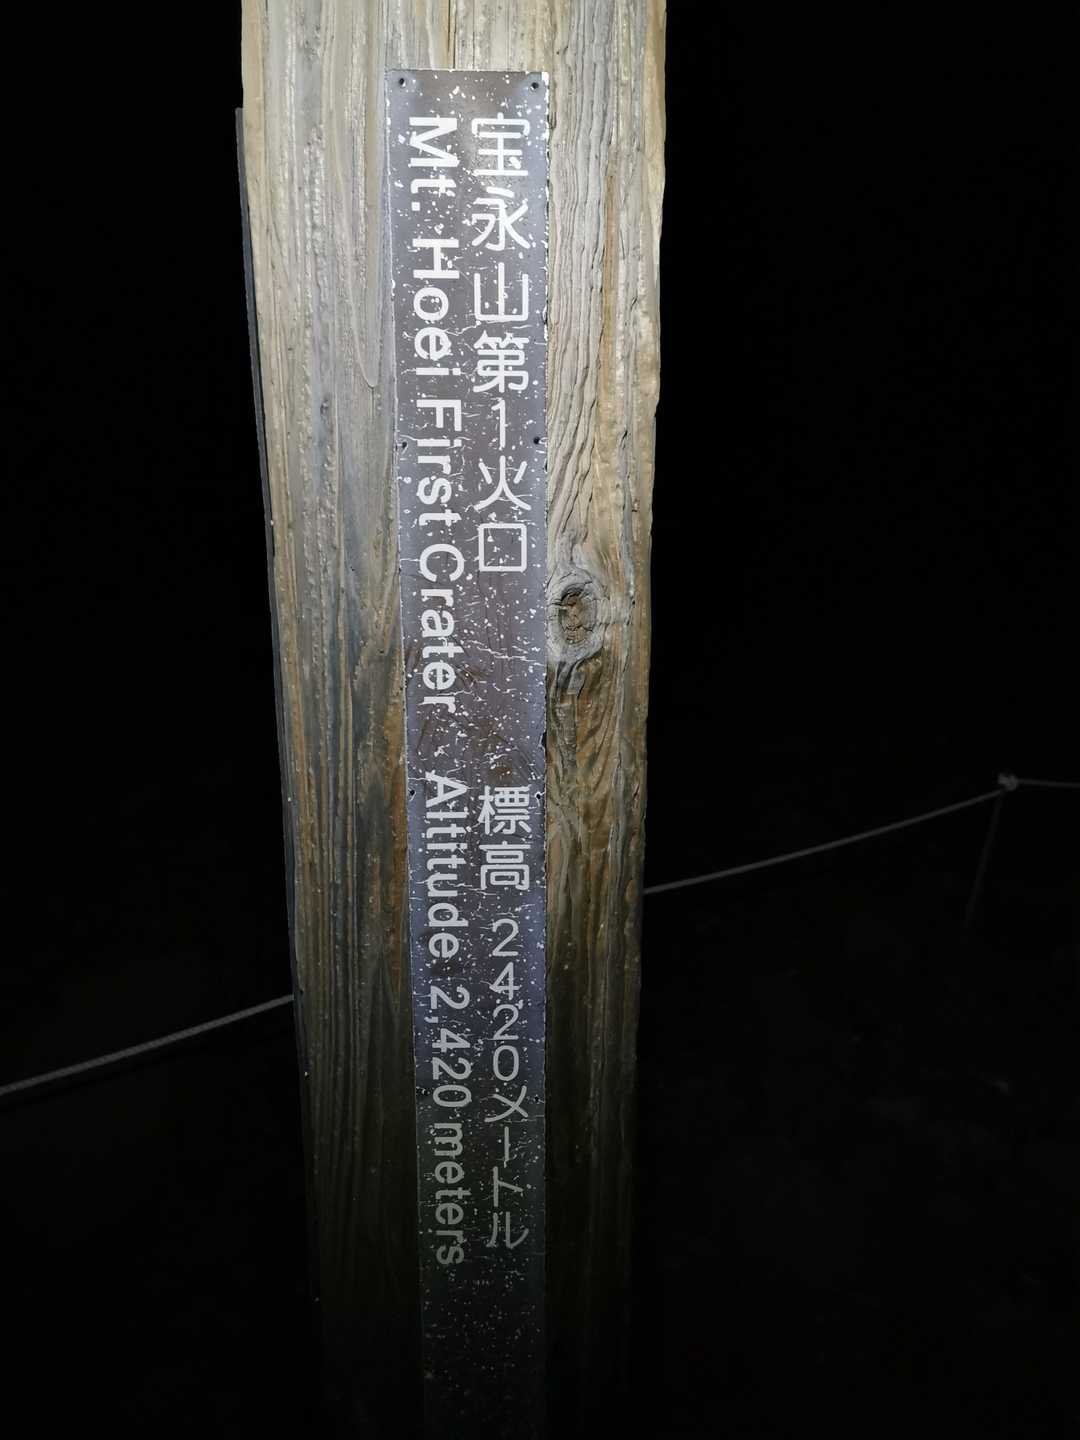 宝永山第1火口 標高 2420メートル
Mt. Hoei First Crater Altitude 2,420 meters